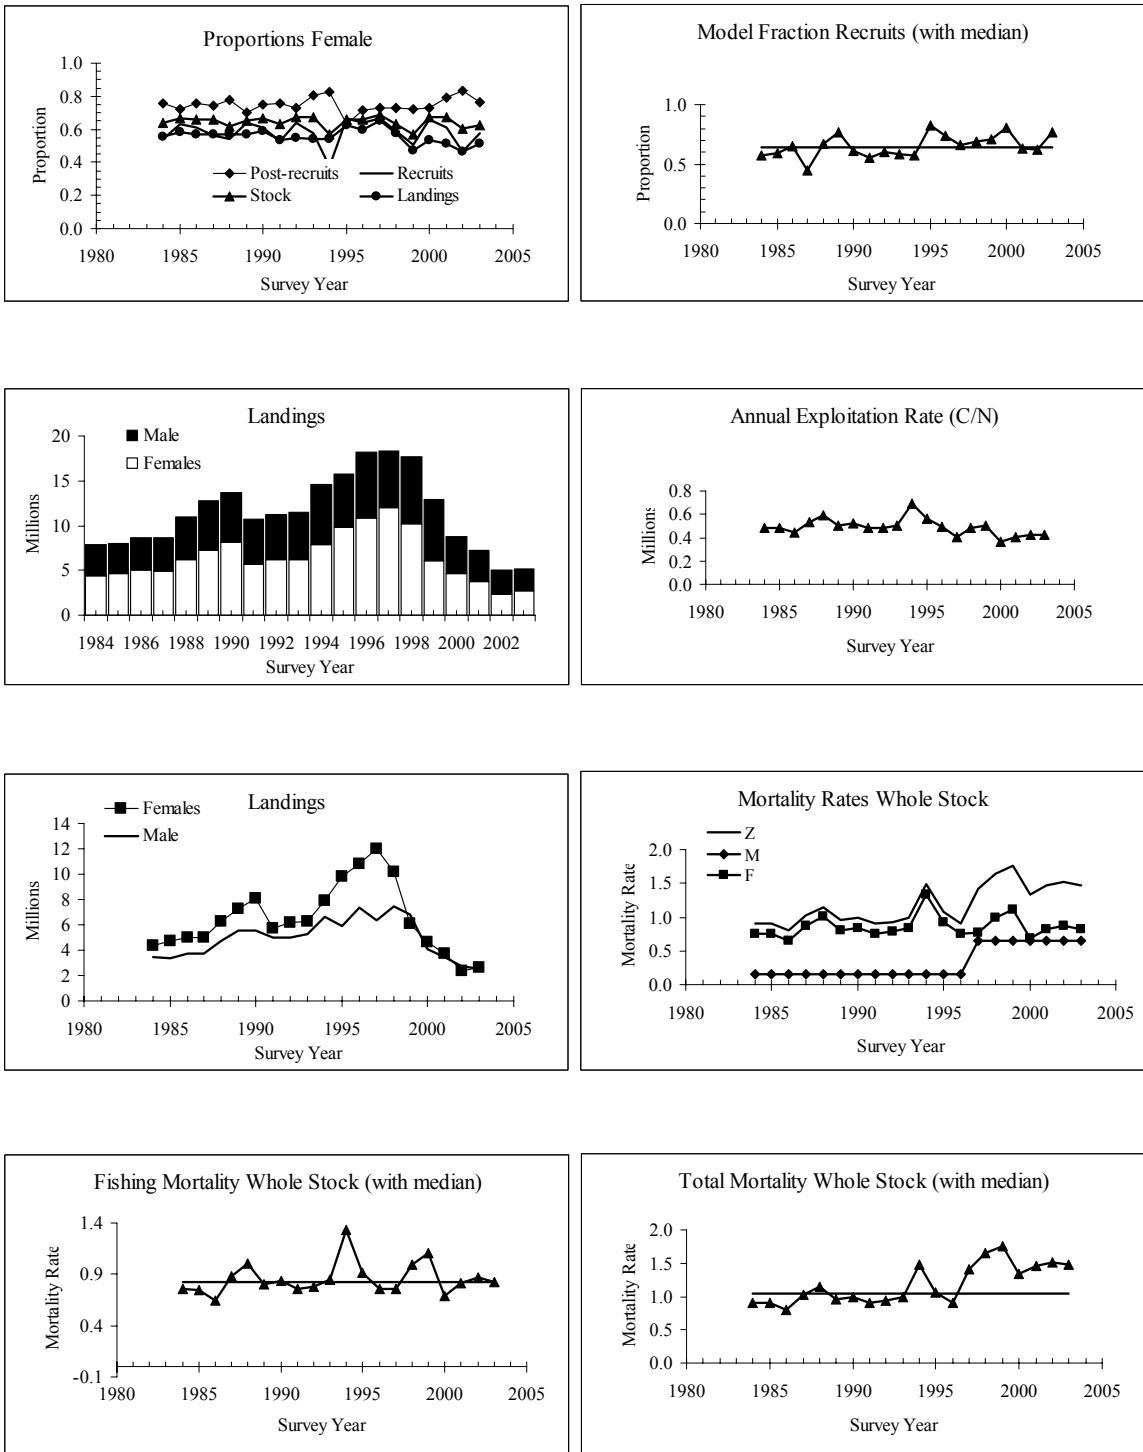 Proportions Female
1.0
0.8
0.6
0.4
0.2
0.0
Proportion
Post-recruits
Recruits
Stock
Landings
1980 1985 1990 1995 2000 2005
Survey Year
Model Fraction Recruits (with median)
1.0
0.5
0.0
Proportion
1980 1985 1990 1995 2000 2005
Survey Year
Landings
Male
Females
20
15
10
5
0
Millions
1984 1986 1988 1990 1992 1994 1996 1998 2000 2002
Survey Year
Annual Exploitation Rate (C/N)
0.8
0.6
0.4
0.2
0.0
Millions
1980 1985 1990 1995 2000 2005
Survey Year
Landings
Females
Male
14
12
10
8
6
4
2
0
Millions
1980 1985 1990 1995 2000 2005
Survey Year
Mortality Rates Whole Stock
Z
M
F
2.0
1.5
1.0
0.5
0.0
Mortality Rate
1980 1985 1990 1995 2000 2005
Survey Year
Fishing Mortality Whole Stock (with median)
1.4
0.9
0.4
-0.1
Mortality Rate
1980 1985 1990 1995 2000 2005
Survey Year
Total Mortality Whole Stock (with median)
2.0
1.5
1.0
0.5
0.0
Mortality Rate
1980 1985 1990 1995 2000 2005
Survey Year